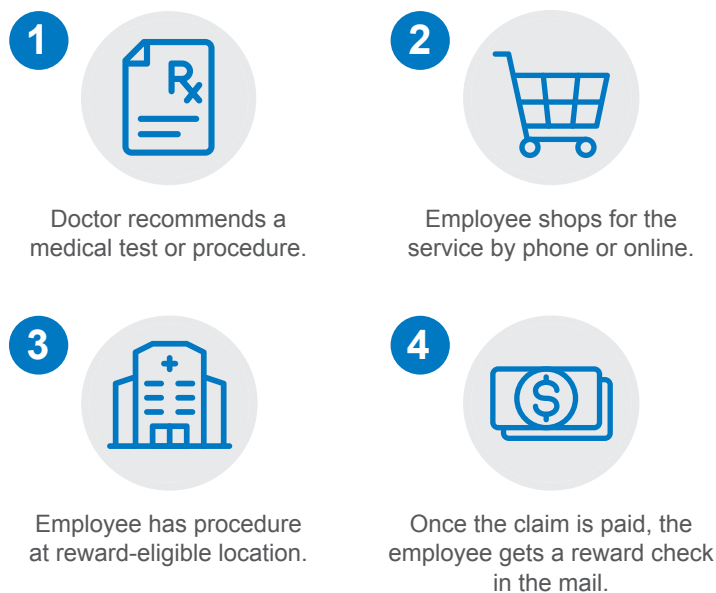 1
Rx
Doctor recommends a
medical test or procedure.
2
Employee shops for the
service by phone or online.
3
Employee has procedure
at reward-eligible location.
4
$
Once the claim is paid, the
employee gets a reward check
in the mail.